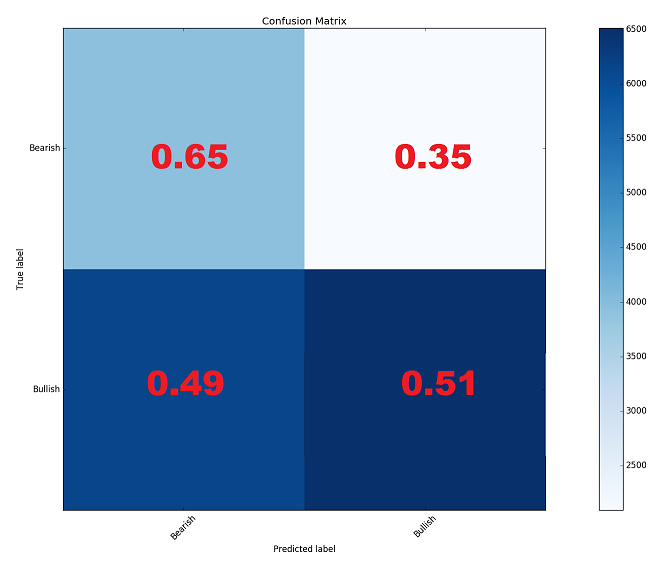 Confusion Matrix
Bearish
0.65
0.35
Bullish
0.49
0.51
True label
Bearish
Bullish
Predicted label
6500
6000
5500
5000
4500
4000
3500
3000
2500